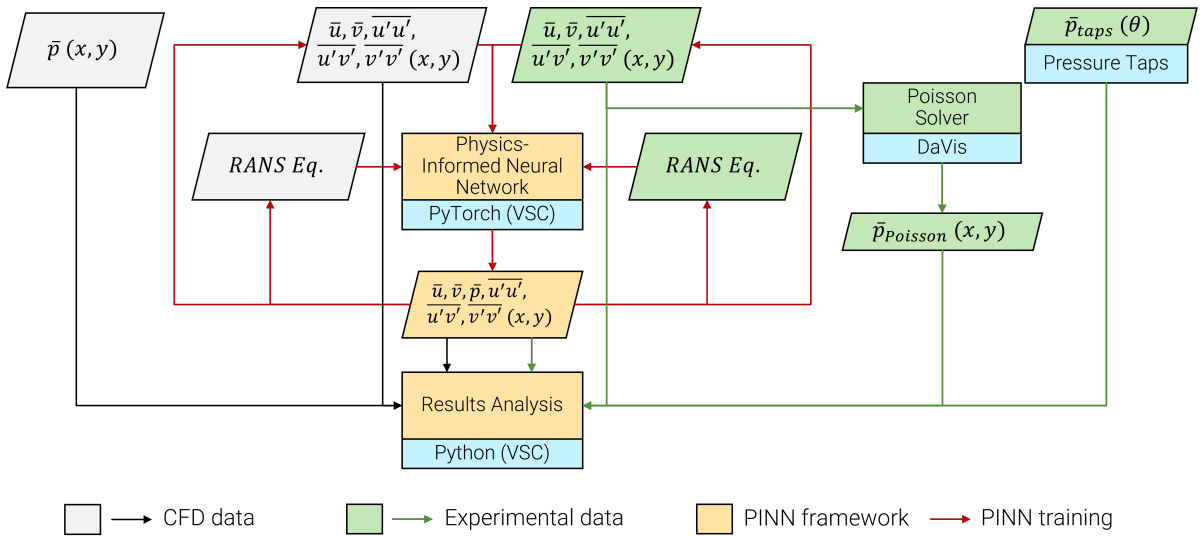 p̄ (x, y)
ū, v̄, u̅′̅u̅′̅,
u̅′̅v̅′̅, v̅′̅v̅′̅ (x, y)
ū, v̄, u̅′̅u̅′̅,
u̅′̅v̅′̅, v̅′̅v̅′̅ (x, y)
p̄taps (θ)
Pressure Taps
Poisson
Solver
DaVis
RANS Eq.
Physics-
Informed Neural
Network
PyTorch (VSC)
RANS Eq.
p̄Poisson (x, y)
ū, v̄, p̄, u̅′̅u̅′̅,
u̅′̅v̅′̅, v̅′̅v̅′̅ (x, y)
Results Analysis
Python (VSC)
CFD data
Experimental data
PINN framework
PINN training